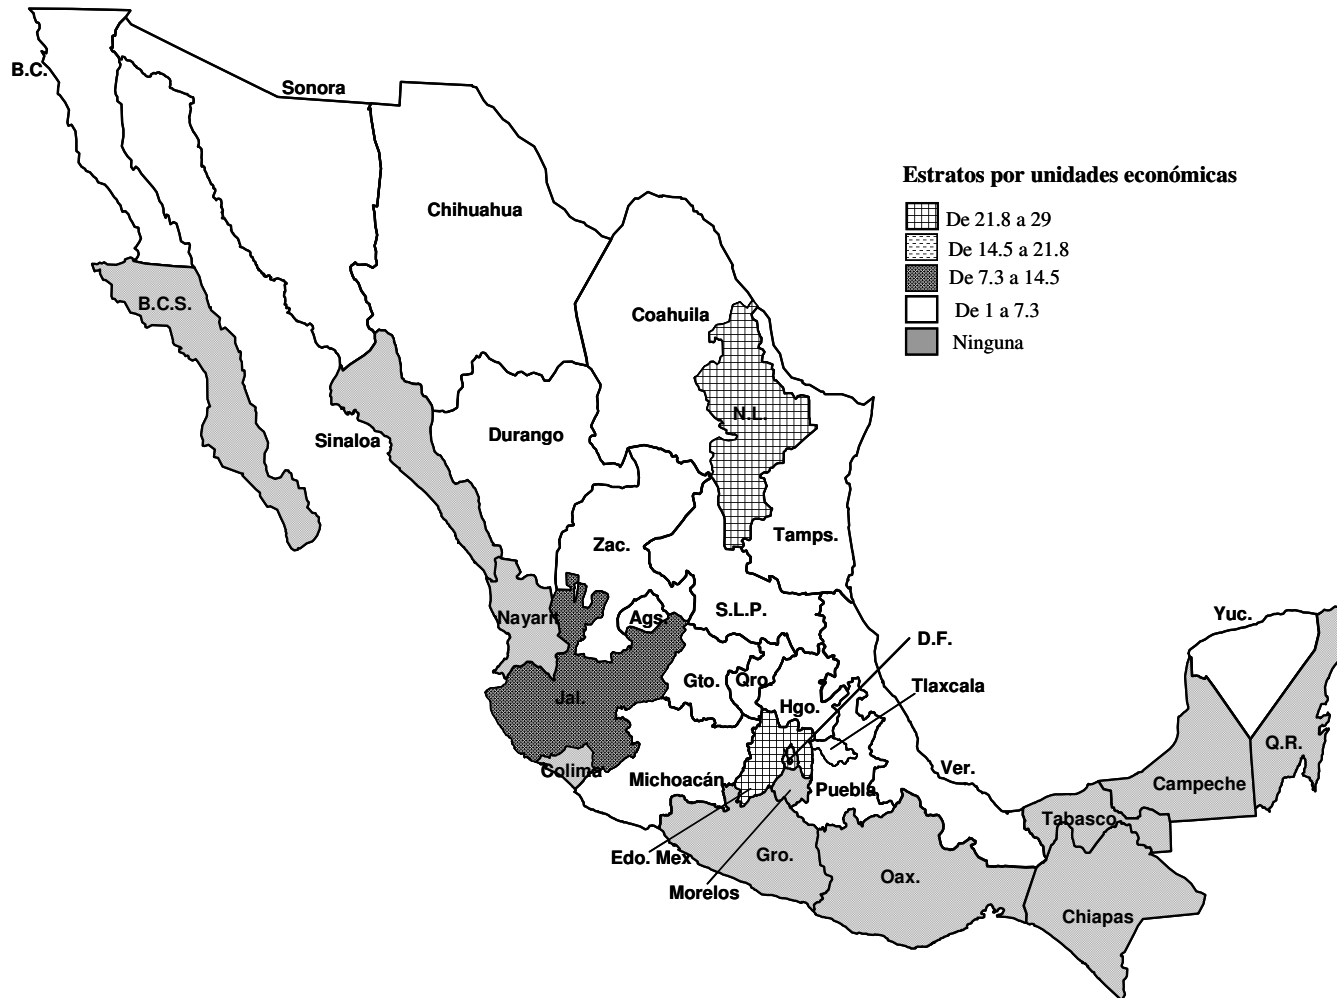 B.C.
Sonora
Chihuahua
Estratos por unidades económicas
De 21.8 a 29
De 14.5 a 21.8
De 7.3 a 14.5
De 1 a 7.3
Ninguna
B.C.S.
Coahuila
N.L.
Sinaloa
Durango
Tamps.
Zac.
S.L.P.
Nayarit
Ags.
Yuc.
D.F.
Gto.
Qro.
Tlaxcala
Jal.
Hgo.
Q.R.
Colima
Michoacán
Puebla
Ver.
Campeche
Tabasco
Edo. Mex
Gro.
Morelos
Oax.
Chiapas